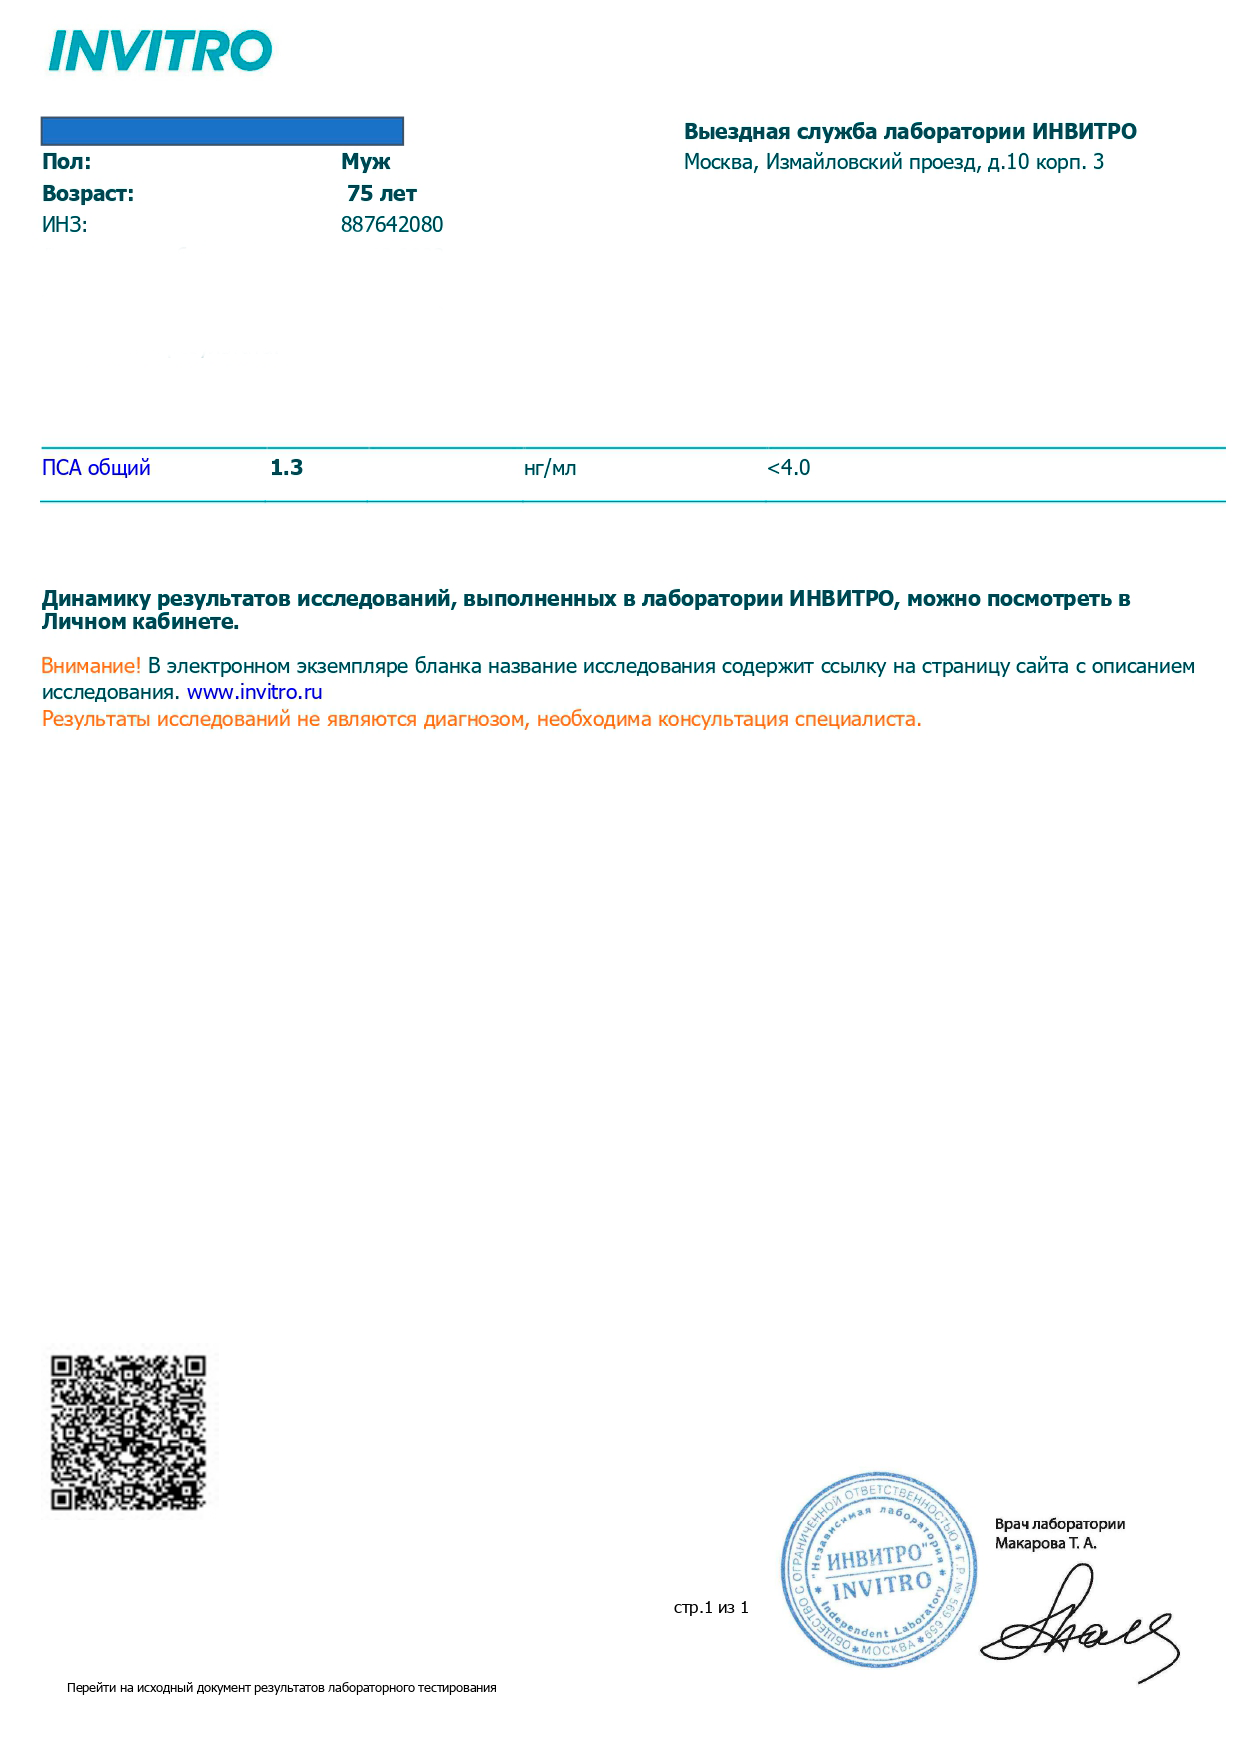 INVITRO
Выездная служба лаборатории ИНВИТРО
Пол: Муж
Москва, Измайловский проезд, д.10 корп. 3
Возраст: 75 лет
ИНЗ: 887642080
ПСА общий 1.3 нг/мл <4.0
Динамику результатов исследований, выполненных в лаборатории ИНВИТРО, можно посмотреть в
Личном кабинете.
Внимание! В электронном экземпляре бланка название исследования содержит ссылку на страницу сайта с описанием
исследования. www.invitro.ru
Результаты исследований не являются диагнозом, необходима консультация специалиста.
ОБЩЕСТВО С ОГРАНИЧЕННОЙ ОТВЕТСТВЕННОСТЬЮ * Г.Р. № 569.659 * МОСКВА *
"Независимая лаборатория
ИНВИТРО"
INVITRO
Independent Laboratory
Врач лаборатории
Макарова Т. А.
стр.1 из 1
Перейти на исходный документ результатов лабораторного тестирования